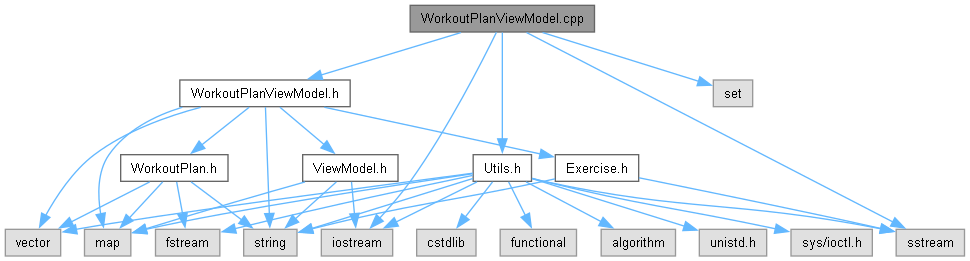 WorkoutPlanViewModel.cpp
WorkoutPlanViewModel.h
set
WorkoutPlan.h
ViewModel.h
Utils.h
Exercise.h
vector
map
fstream
string
iostream
cstdlib
functional
algorithm
unistd.h
sys/ioctl.h
sstream